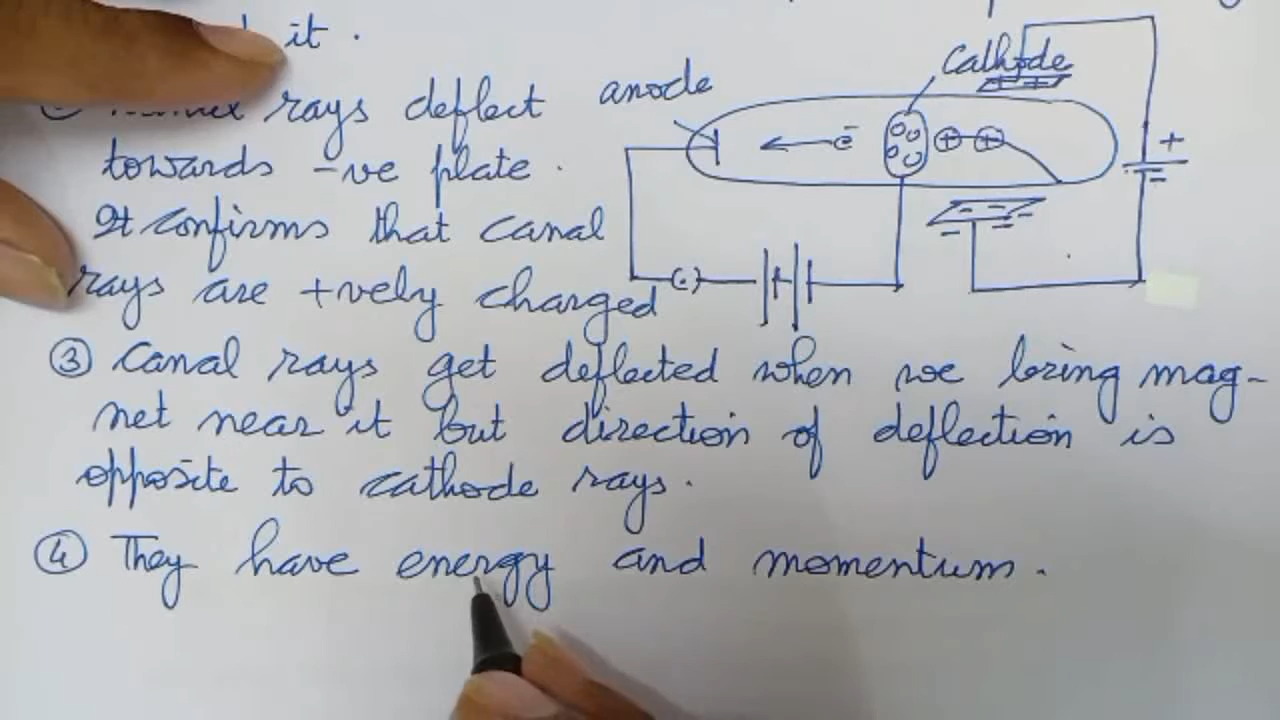 it.
rays deflect
towards -ve plate.
It confirms that canal
rays are +vely charged
anode
Cathode
e-
+
③ Canal rays get deflected when we bring mag-
net near it but direction of deflection is
opposite to cathode rays.
④ They have energy and momentum.